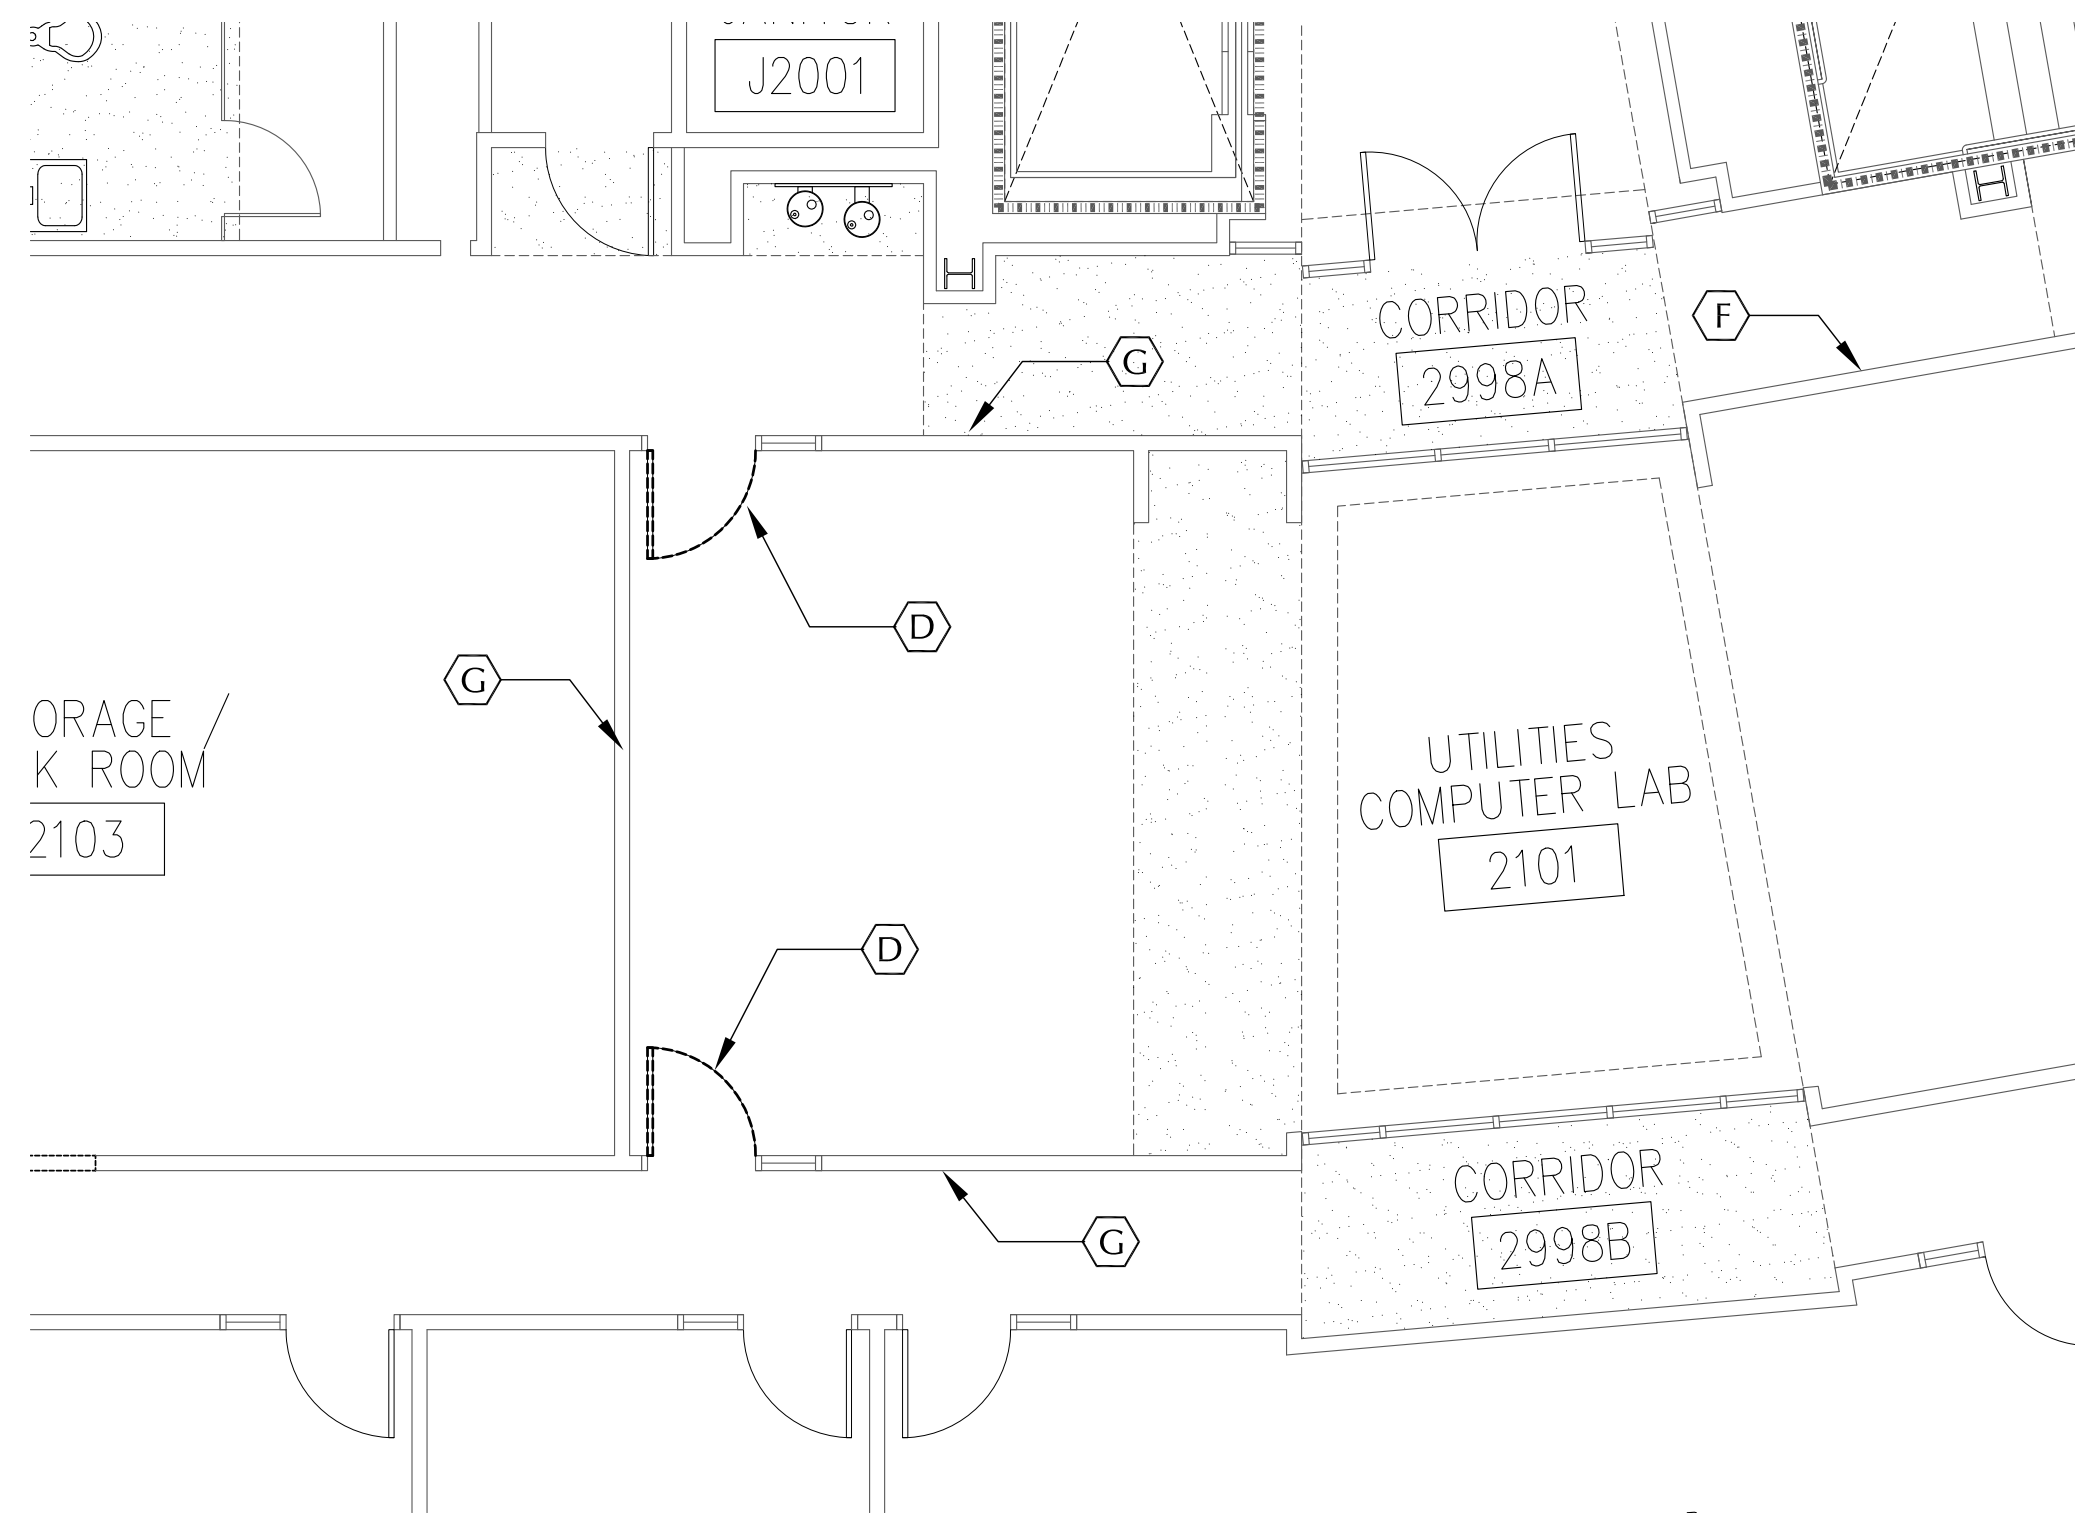 J2001
CORRIDOR
2998A
F
G
D
G
ORAGE /
K ROOM
2103
UTILITIES
COMPUTER LAB
2101
D
CORRIDOR
2998B
G